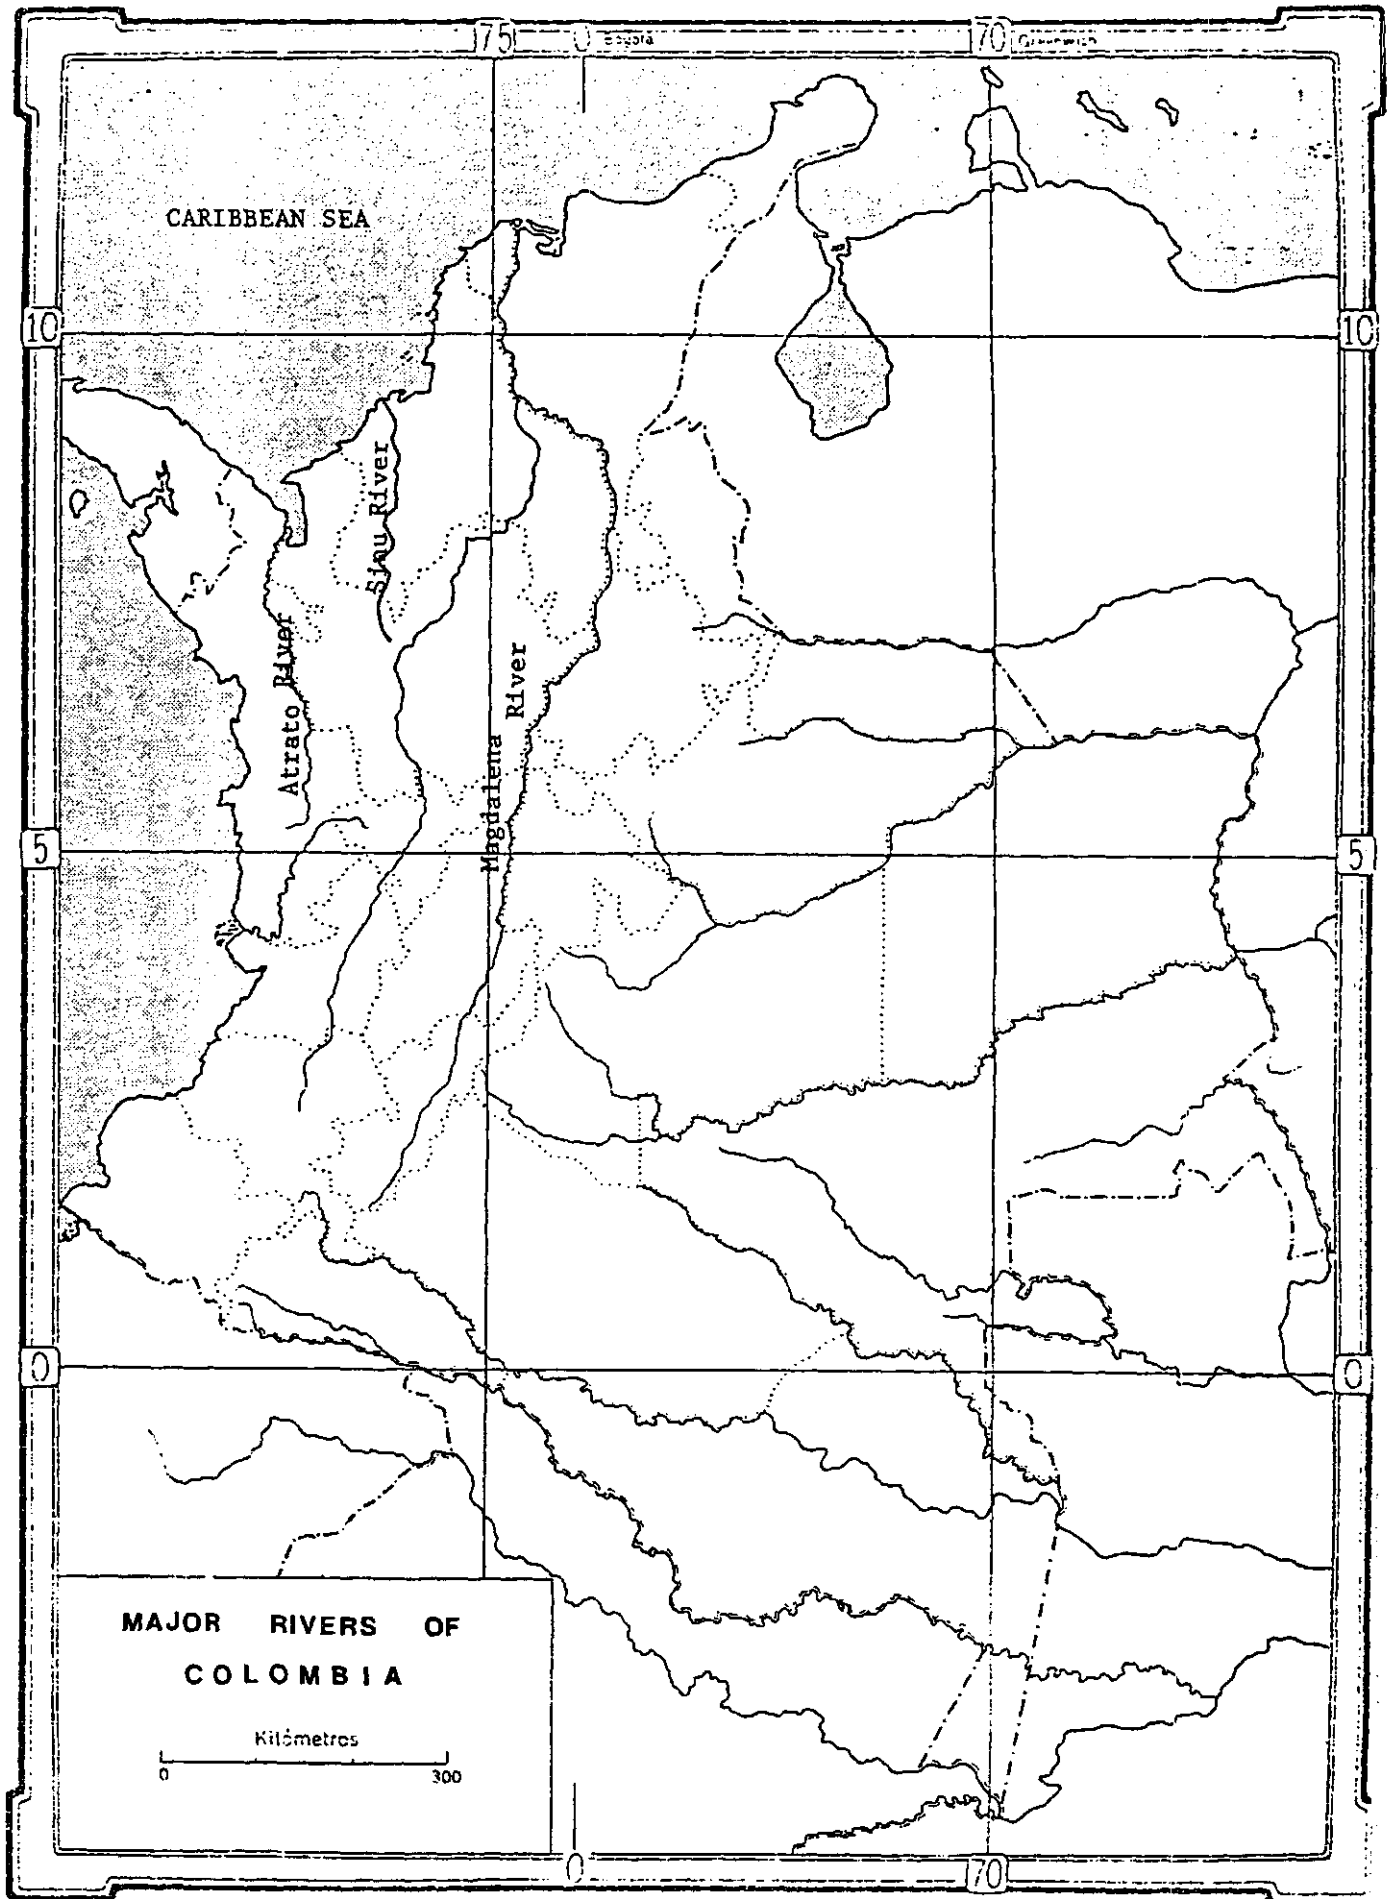 75 0 Bogotá 70 Greenwich
CARIBBEAN SEA
10 10
Sinu River
Atrato River
Magdalena River
5 5
0 0
MAJOR RIVERS OF
COLOMBIA
Kilómetros
0 300
0 70